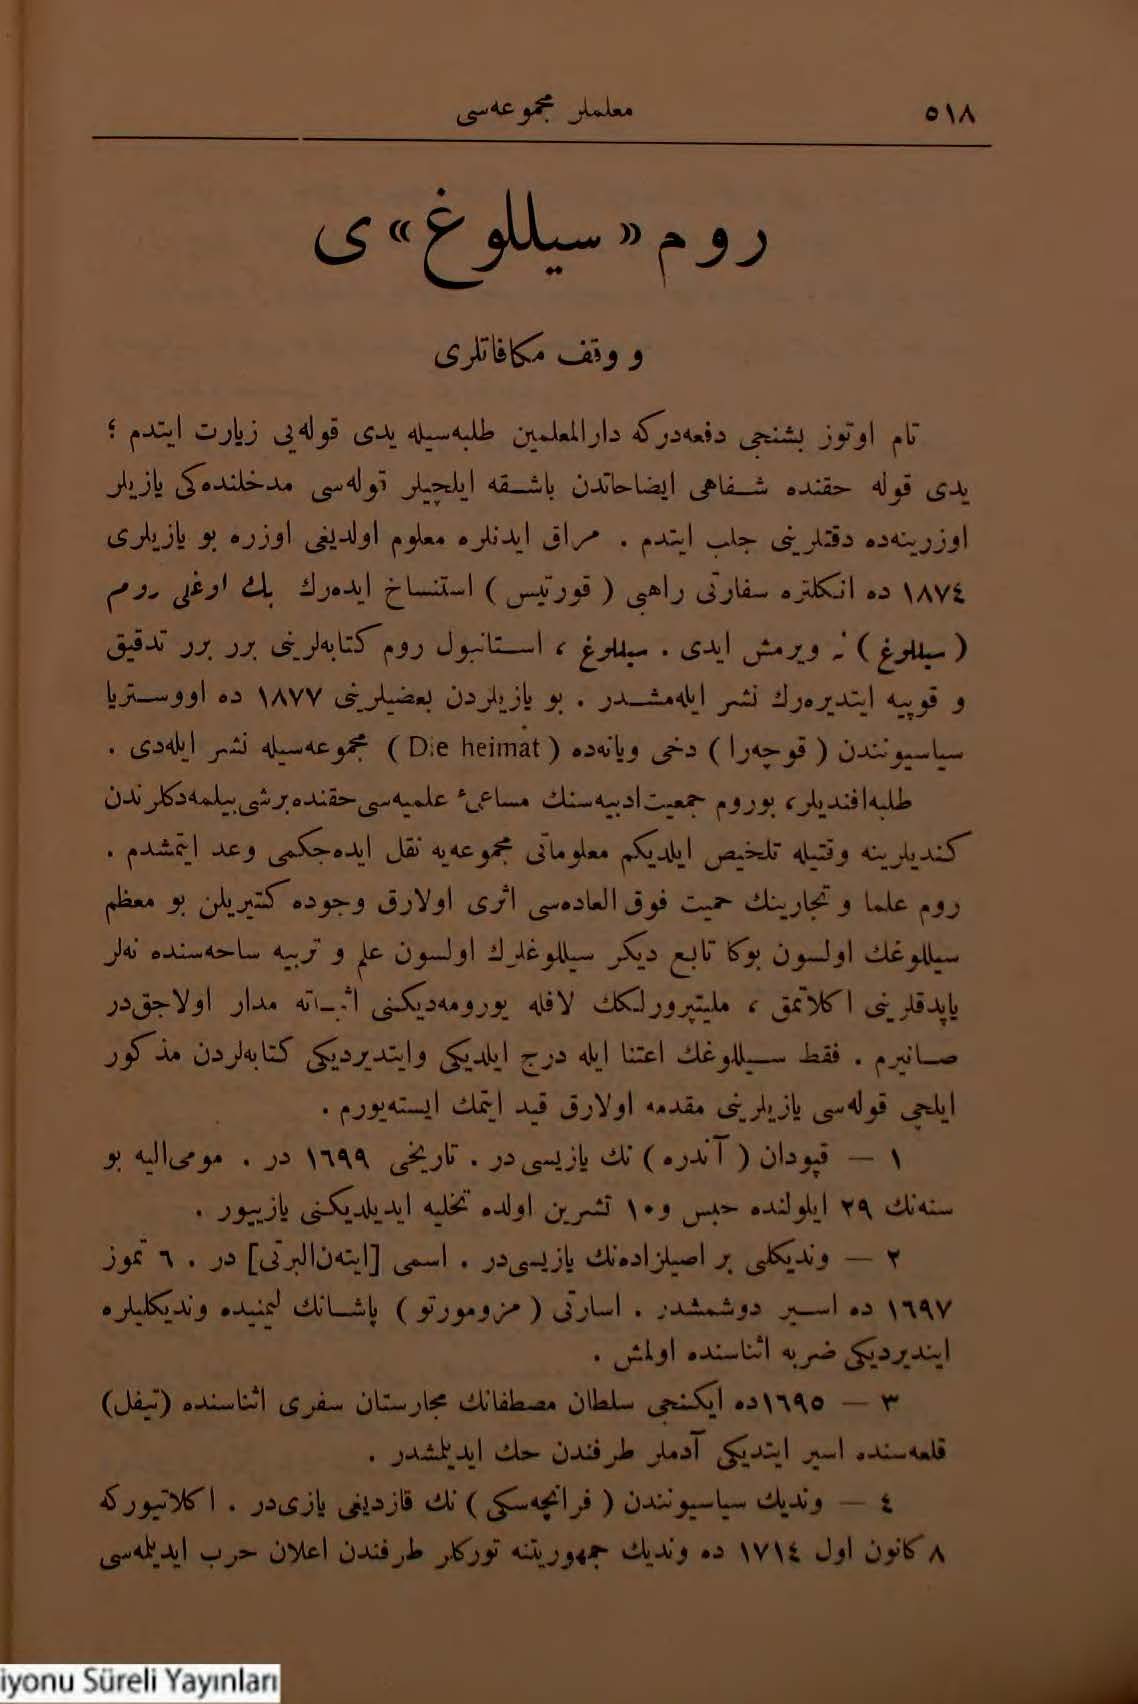 ٥١٨
معلملر مجموعه‌سی
روم «سیللوغ»ی
و وقف مکافاتلری
تام اوتوز بشنجی دفعه‌درکه دارالمعلمین طلبه‌سیله یدی قوله‌یی زیارت ایتدم ؛
یدی قوله حقنده شفاهی ایضاحاتدن باشقه ایلچیلر قوله‌سی مدخلنده‌کی یازیلر
اوزرینه‌ده دقتلرینی جلب ایتدم . مراق ایدنلره معلوم اولدیغی اوزره بو یازیلری
١٨٧٤ ده انکلتره سفارتی راهبی ( قورتیس ) استنساخ ایده‌رك بك اوغلی روم
( سیللوغ ) نه ویرمش ایدی . سیللوغ ، استانبول روم کتابه‌لرینی برر برر تدقیق
و قوپیه ایتدیره‌رك نشر ایله‌مشدر . بو یازیلردن بعضیلرینی ١٨٧٧ ده اووستریا
سیاسیوننده‌ن ( قوچه‌را ) دخی ویانه‌ده ( Die heimat ) مجموعه‌سیله نشر ایله‌دی .
طلبه‌افندیلر، بوروم جمعیت‌ادبیه‌سنك مساعیٔ علمیه‌سی حقنده‌برشی‌بیلمه‌دکلرندن
کندیلرینه وقتیله تلخیص ایلدیکم معلوماتی مجموعه‌یه نقل ایده‌جکمی وعد ایتمشدم .
روم علما و تجارینك حمیت فوق العاده‌سی اثری اولارق وجوده کتیریلن بو معظم
سیللوغك اولسون بوکا تابع دیکر سیللوغلرك اولسون علم و تربیه ساحه‌سنده نه‌لر
یاپدقلرینی اکلاتمق ، ملیتپرورلکك لافله یورومه‌دیکنی اثباته مدار اولاجق‌در
صانیرم . فقط سیللوغك اعتنا ایله درج ایلدیکی وایتدیردیکی کتابه‌لردن مذکور
ایلچی قوله‌سی یازیلرینی مقدمه اولارق قید ایتمك ایسته‌یورم .
١ — قپودان ( آندره ) نك یازیسی‌در . تاریخی ١٦٩٩ در . مومی‌الیه بو
سنه‌نك ٢٩ ایلولنده حبس و١٠ تشرین اولده تخلیه ایدیلدیکنی یازییور .
٢ — وندیکلی بر اصیلزاده‌نك یازیسی‌در . اسمی [ایته‌ن‌البرتی] در . ٦ تموز
١٦٩٧ ده اسیر دوشمشدر . اسارتی ( مزومورتو ) پاشانك لیمنیده وندیکلیلره
ایندیردیکی ضربه اثناسنده اولمش .
٣ — ١٦٩٥ده ایکنجی سلطان مصطفانك مجارستان سفری اثناسنده (تیفل)
قلعه‌سنده اسیر ایتدیکی آدملر طرفندن حك ایدیلمشدر .
٤ — وندیك سیاسیوننده‌ن ( فرانچه‌سکی ) نك قازدیغی یازی‌در . اکلاتیورکه
٨ کانون اول ١٧١٤ ده وندیك جمهوریتنه تورکلر طرفندن اعلان حرب ایدیلمه‌سی
iyonu Süreli Yayınları